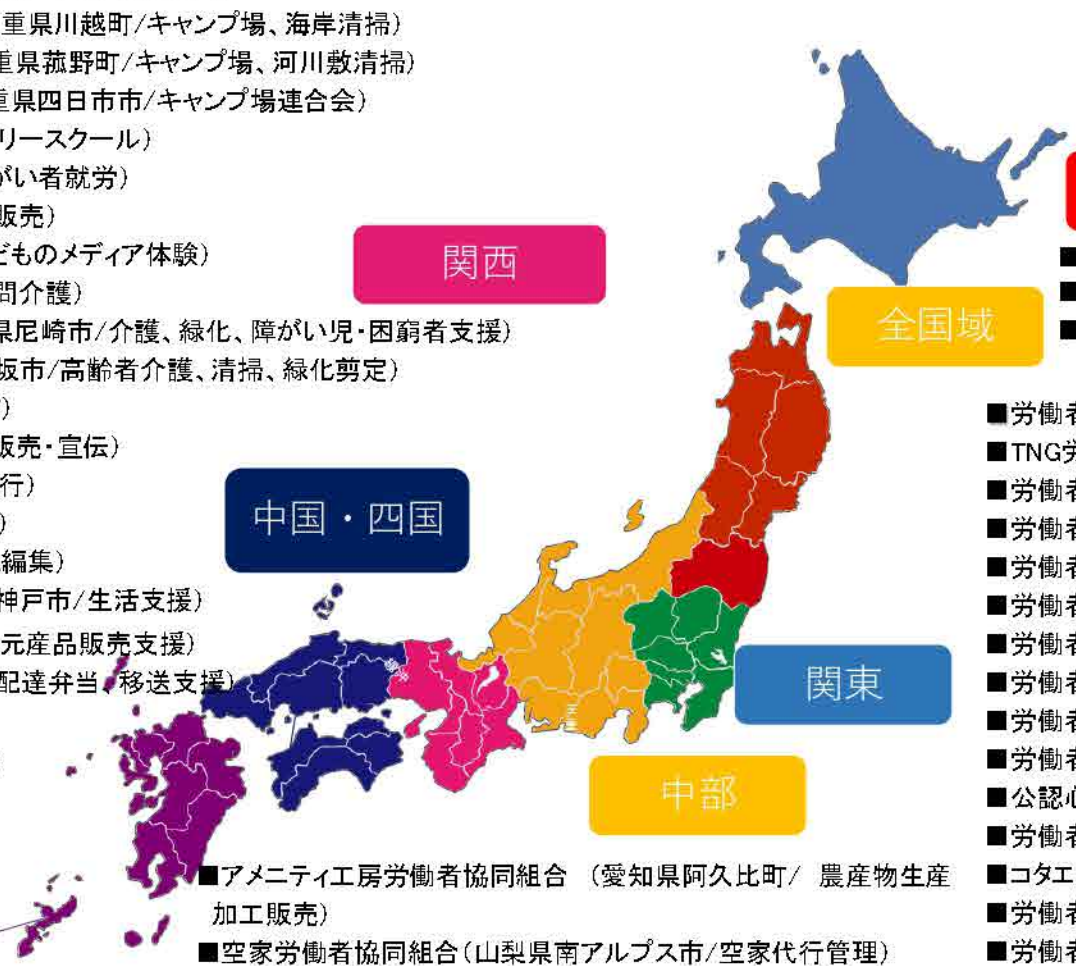 重県川越町/キャンプ場、海岸清掃)
重県菰野町/キャンプ場、河川敷清掃)
重県四日市市/キャンプ場連合会)
リースクール)
がい者就労)
販売)
どものメディア体験)
問介護)
県尼崎市/介護、緑化、障がい児・困窮者支援)
坂市/高齢者介護、清掃、緑化剪定)
)
販売・宣伝)
行)
)
編集)
神戸市/生活支援)
元産品販売支援)
配達弁当、移送支援)
関西
中国・四国
全国域
関東
中部
■アメニティ工房労働者協同組合 (愛知県阿久比町/ 農産物生産
加工販売)
■空家労働者協同組合(山梨県南アルプス市/空家代行管理)
■
■
■
■労働者
■TNG労
■労働者
■労働者
■労働者
■労働者
■労働者
■労働者
■労働者
■労働者
■公認心
■労働者
■コタエ
■労働者
■労働者